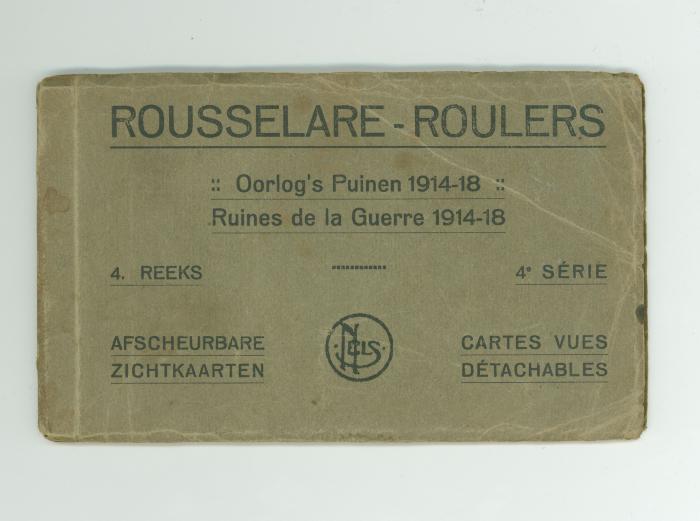 ROUSSELARE - ROULERS
:: Oorlog's Puinen 1914-18 ::
Ruines de la Guerre 1914-18
4. REEKS
4e SÉRIE
AFSCHEURBARE
ZICHTKAARTEN
NELS
CARTES VUES
DÉTACHABLES